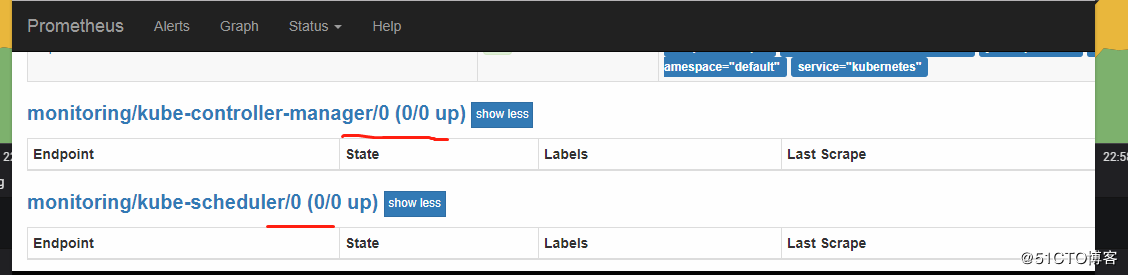 Prometheus Alerts Graph Status Help
amespace="default" service="kubernetes"
monitoring/kube-controller-manager/0 (0/0 up) show less
22:58
Endpoint State Labels Last Scrape
monitoring/kube-scheduler/0 (0/0 up) show less
Endpoint State Labels Last Scrape
@51CTO博客